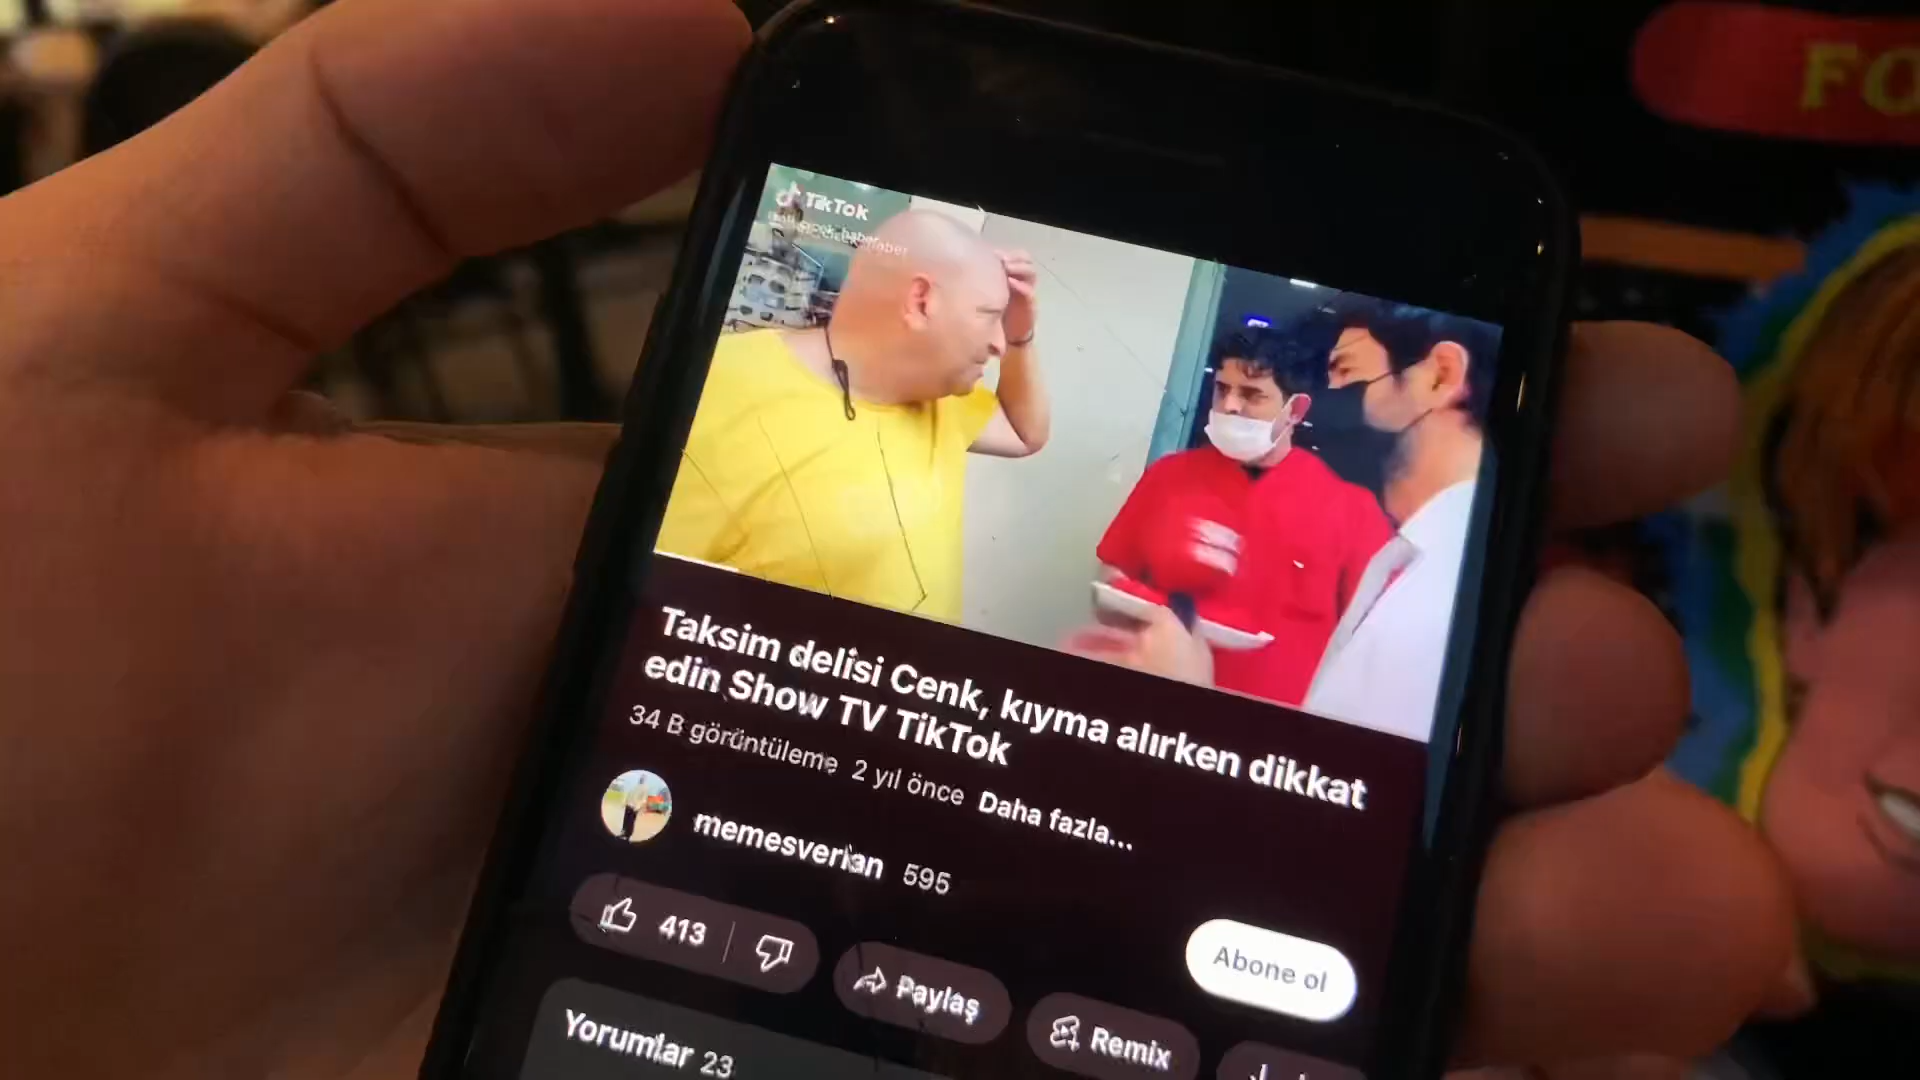 FO
TikTok
Taksim delisi Cenk, kıyma alırken dikkat
edin Show TV TikTok
34 B görüntüleme 2 yıl önce Daha fazla...
memesverian 595
413
Paylaş
Remix
Abone ol
Yorumlar 23